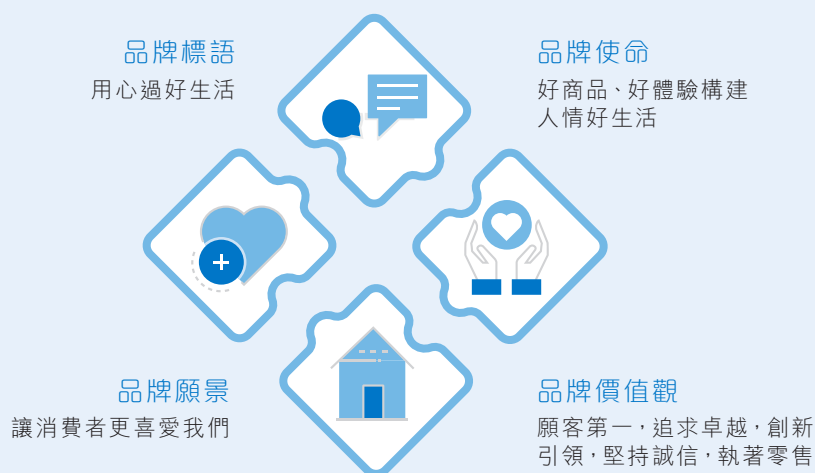 品牌標語
用心過好生活
品牌使命
好商品、好體驗構建
人情好生活
品牌願景
讓消費者更喜愛我們
品牌價值觀
願客第一，追求卓越，創新
引領，堅持誠信，執著零售